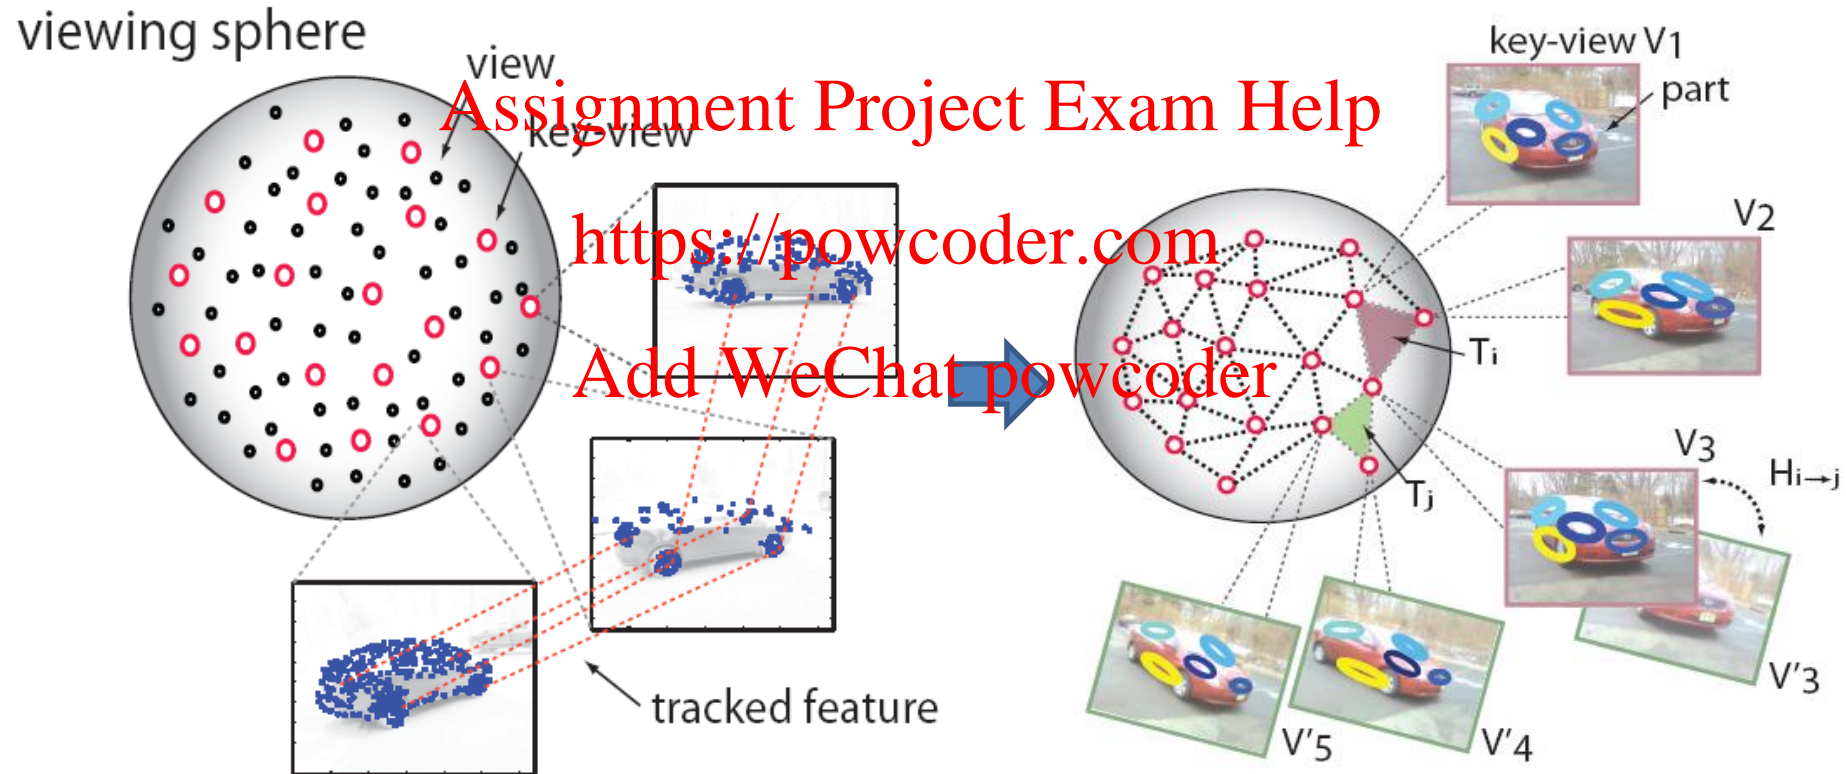 viewing sphere
view
key-view
Assignment Project Exam Help
https://powcoder.com
Add WeChat powcoder
tracked feature
key-view V1
part
V2
Ti
Tj
V3
Hi→j
V'3
V'4
V'5